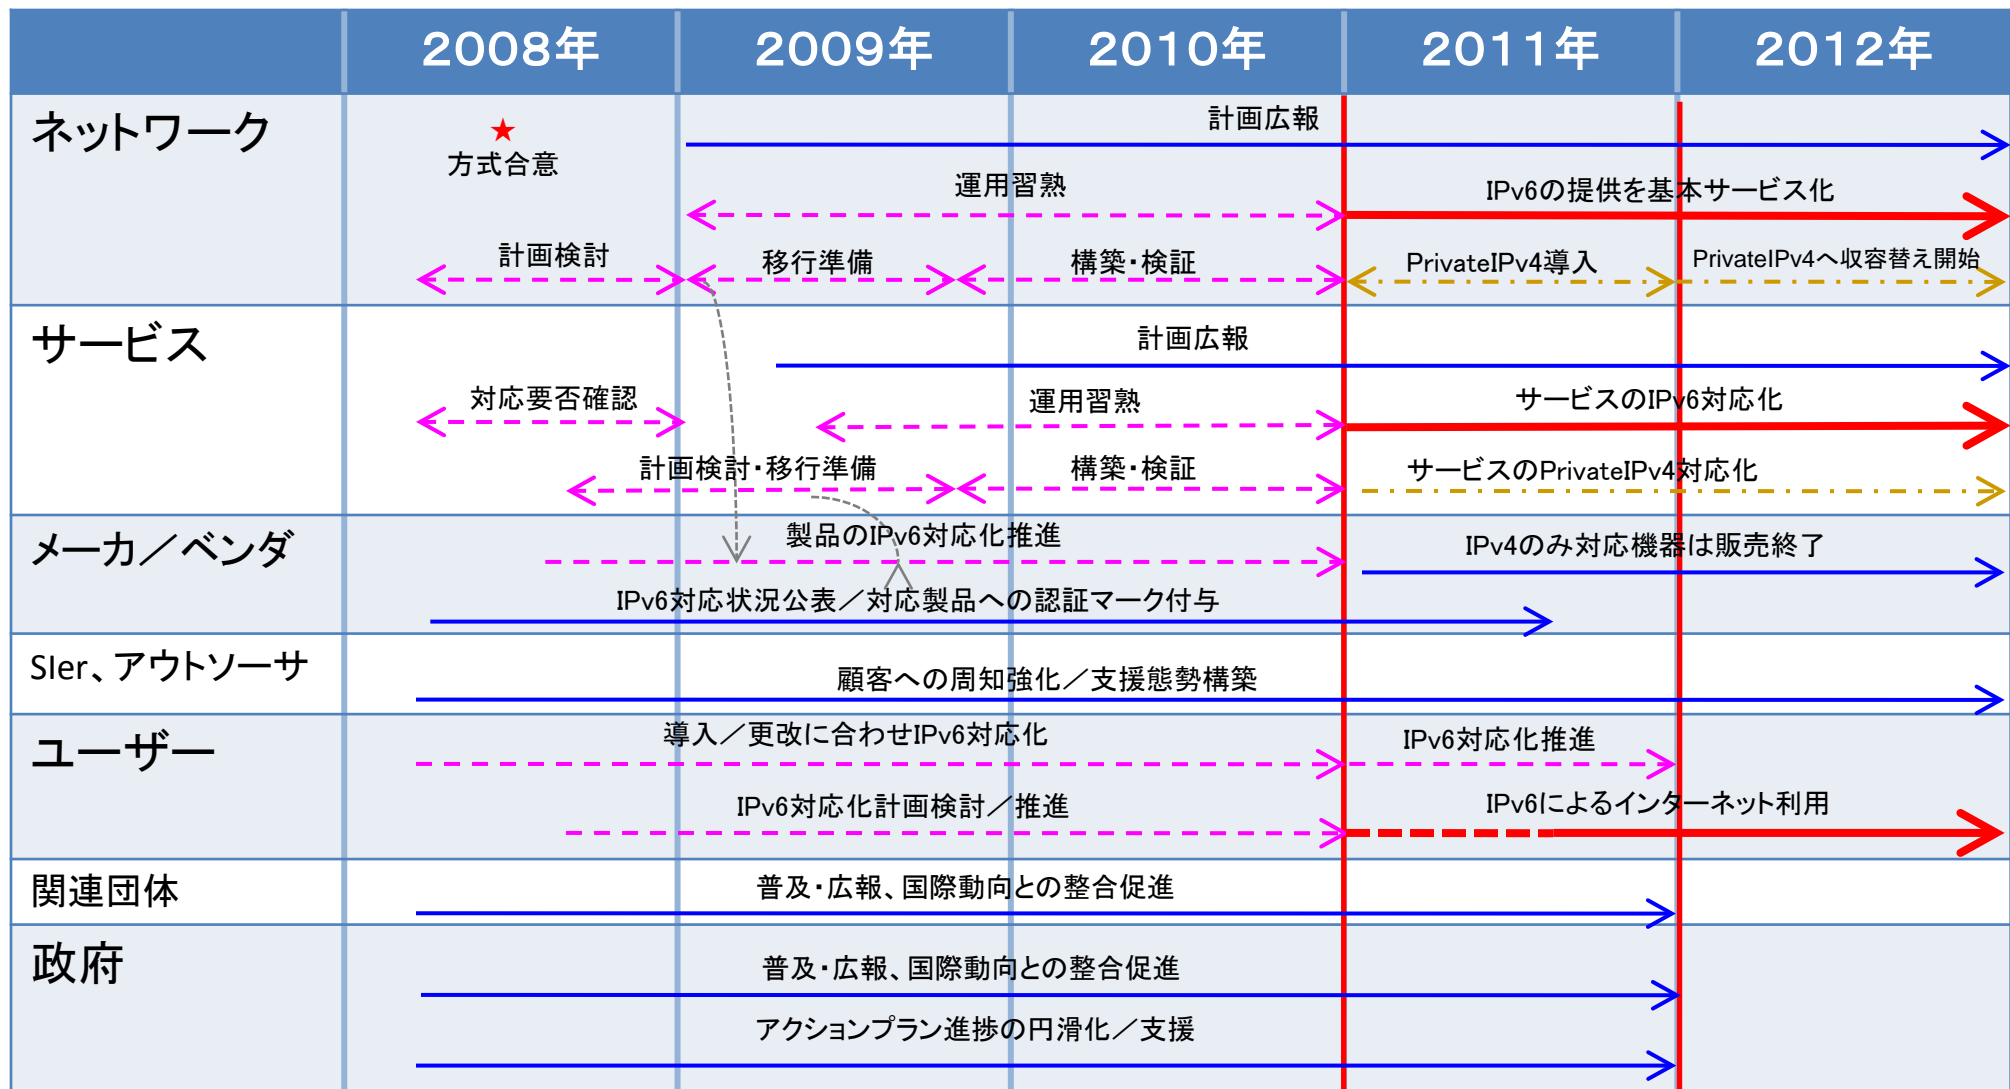 2008年 2009年 2010年 2011年 2012年
ネットワーク
★
方式合意
計画広報
運用習熟
IPv6の提供を基本サービス化
計画検討
移行準備
構築・検証
PrivateIPv4導入
PrivateIPv4へ収容替え開始
サービス
計画広報
対応要否確認
運用習熟
サービスのIPv6対応化
計画検討・移行準備
構築・検証
サービスのPrivateIPv4対応化
メーカ／ベンダ
製品のIPv6対応化推進
IPv4のみ対応機器は販売終了
IPv6対応状況公表／対応製品への認証マーク付与
SIer、アウトソーサ
顧客への周知強化／支援態勢構築
ユーザー
導入／更改に合わせIPv6対応化
IPv6対応化推進
IPv6対応化計画検討／推進
IPv6によるインターネット利用
関連団体
普及・広報、国際動向との整合促進
政府
普及・広報、国際動向との整合促進
アクションプラン進捗の円滑化／支援